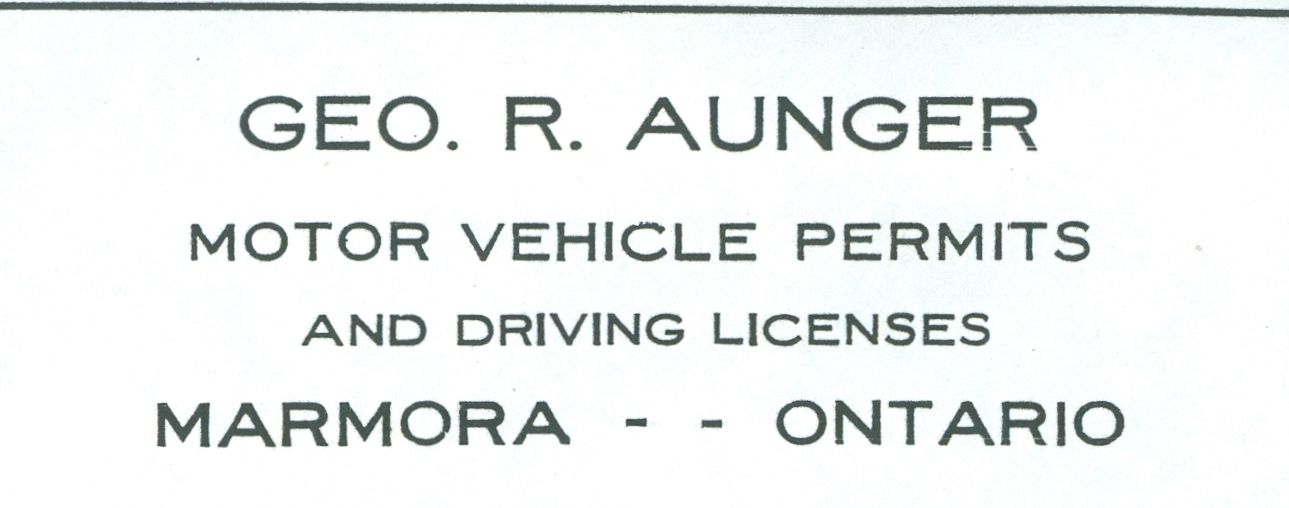 GEO. R. AUNGER
MOTOR VEHICLE PERMITS
AND DRIVING LICENSES
MARMORA - - ONTARIO